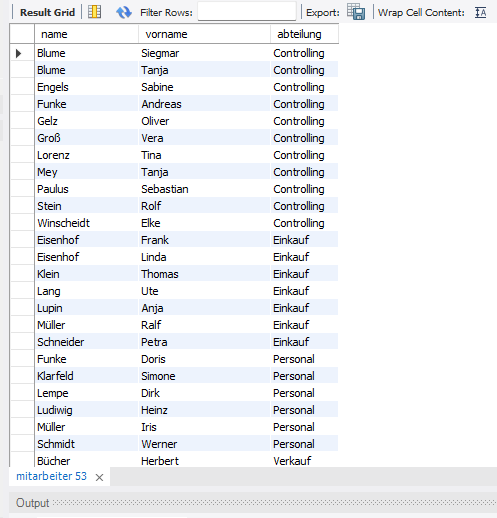 Result Grid Filter Rows: Export: Wrap Cell Content:
name vorname abteilung
Blume Siegmar Controlling
Blume Tanja Controlling
Engels Sabine Controlling
Funke Andreas Controlling
Gelz Oliver Controlling
Groß Vera Controlling
Lorenz Tina Controlling
Mey Tanja Controlling
Paulus Sebastian Controlling
Stein Rolf Controlling
Winscheidt Elke Controlling
Eisenhof Frank Einkauf
Eisenhof Linda Einkauf
Klein Thomas Einkauf
Lang Ute Einkauf
Lupin Anja Einkauf
Müller Ralf Einkauf
Schneider Petra Einkauf
Funke Doris Personal
Klarfeld Simone Personal
Lempe Dirk Personal
Ludiwig Heinz Personal
Müller Iris Personal
Schmidt Werner Personal
Bücher Herbert Verkauf
mitarbeiter 53
Output